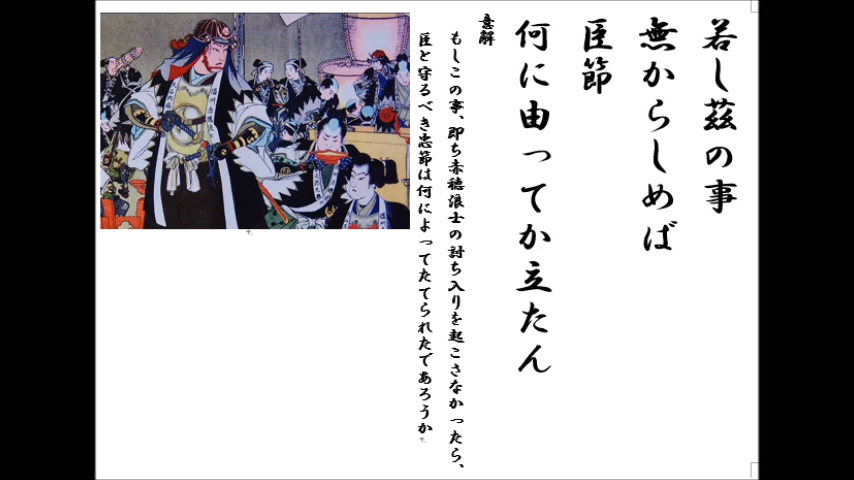 若し茲の事
無からしめば
臣節
何に由ってか立たん
意解
もしこの事、即ち赤穂浪士の討ち入りを起こさなかったら、
臣と守るべき忠節は何によってたてられたであろうか